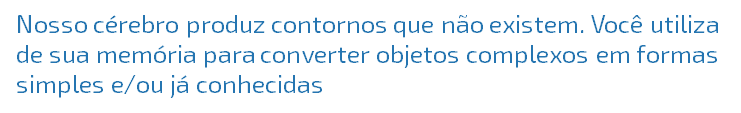 Nosso cérebro produz contornos que não existem. Você utiliza
de sua memória para converter objetos complexos em formas
simples e/ou já conhecidas